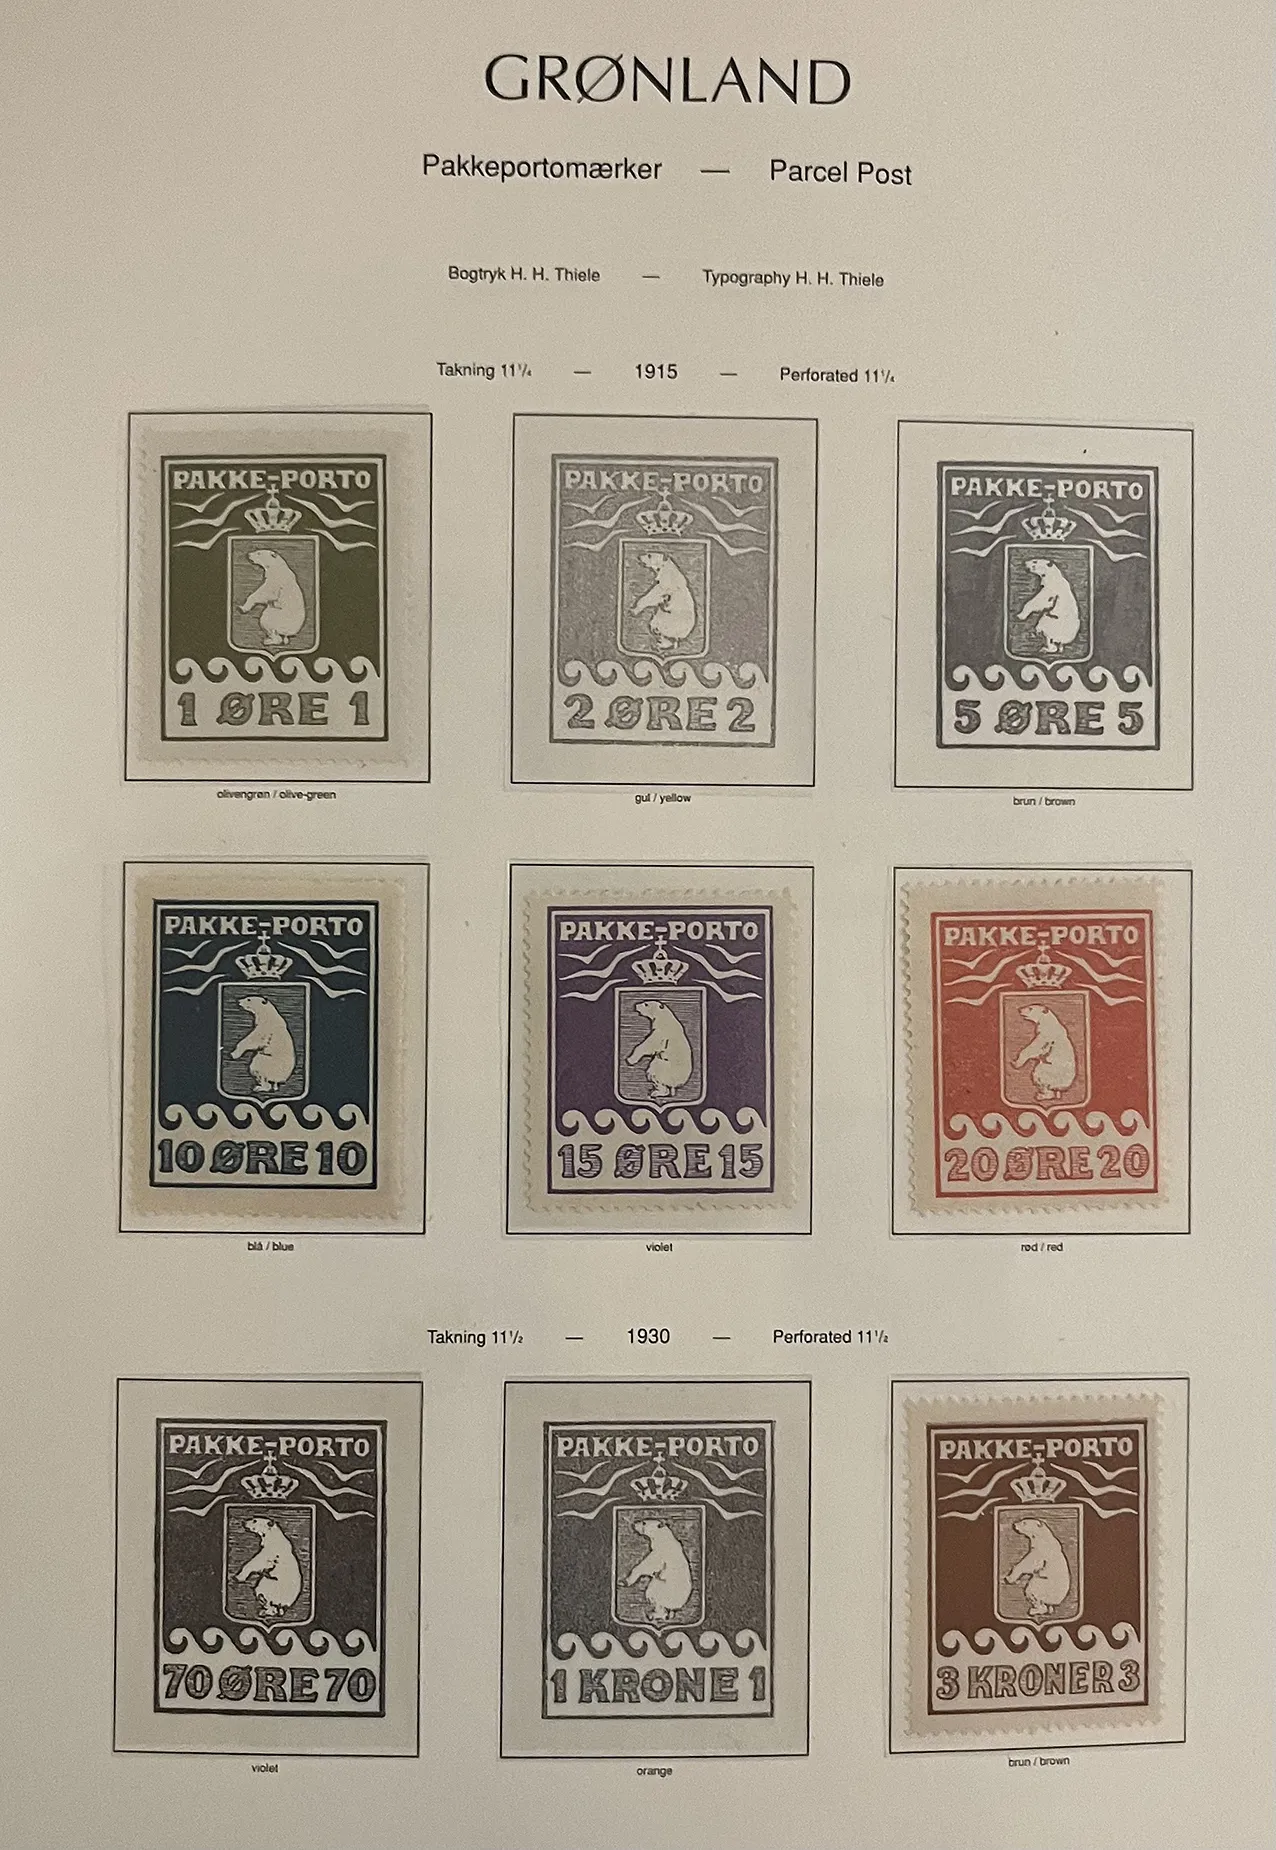 GRØNLAND
Pakkeportomærker — Parcel Post
Bogtryk H. H. Thiele — Typography H. H. Thiele
Takning 11¹/₄ — 1915 — Perforated 11¹/₄
PAKKE-PORTO
1 ØRE 1
olivengrøn / olive-green
PAKKE-PORTO
2 ØRE 2
gul / yellow
PAKKE-PORTO
5 ØRE 5
brun / brown
PAKKE-PORTO
10 ØRE 10
blå / blue
PAKKE-PORTO
15 ØRE 15
violet
PAKKE-PORTO
20 ØRE 20
rød / red
Takning 11¹/₂ — 1930 — Perforated 11¹/₂
PAKKE-PORTO
70 ØRE 70
violet
PAKKE-PORTO
1 KRONE 1
orange
PAKKE-PORTO
3 KRONER 3
brun / brown